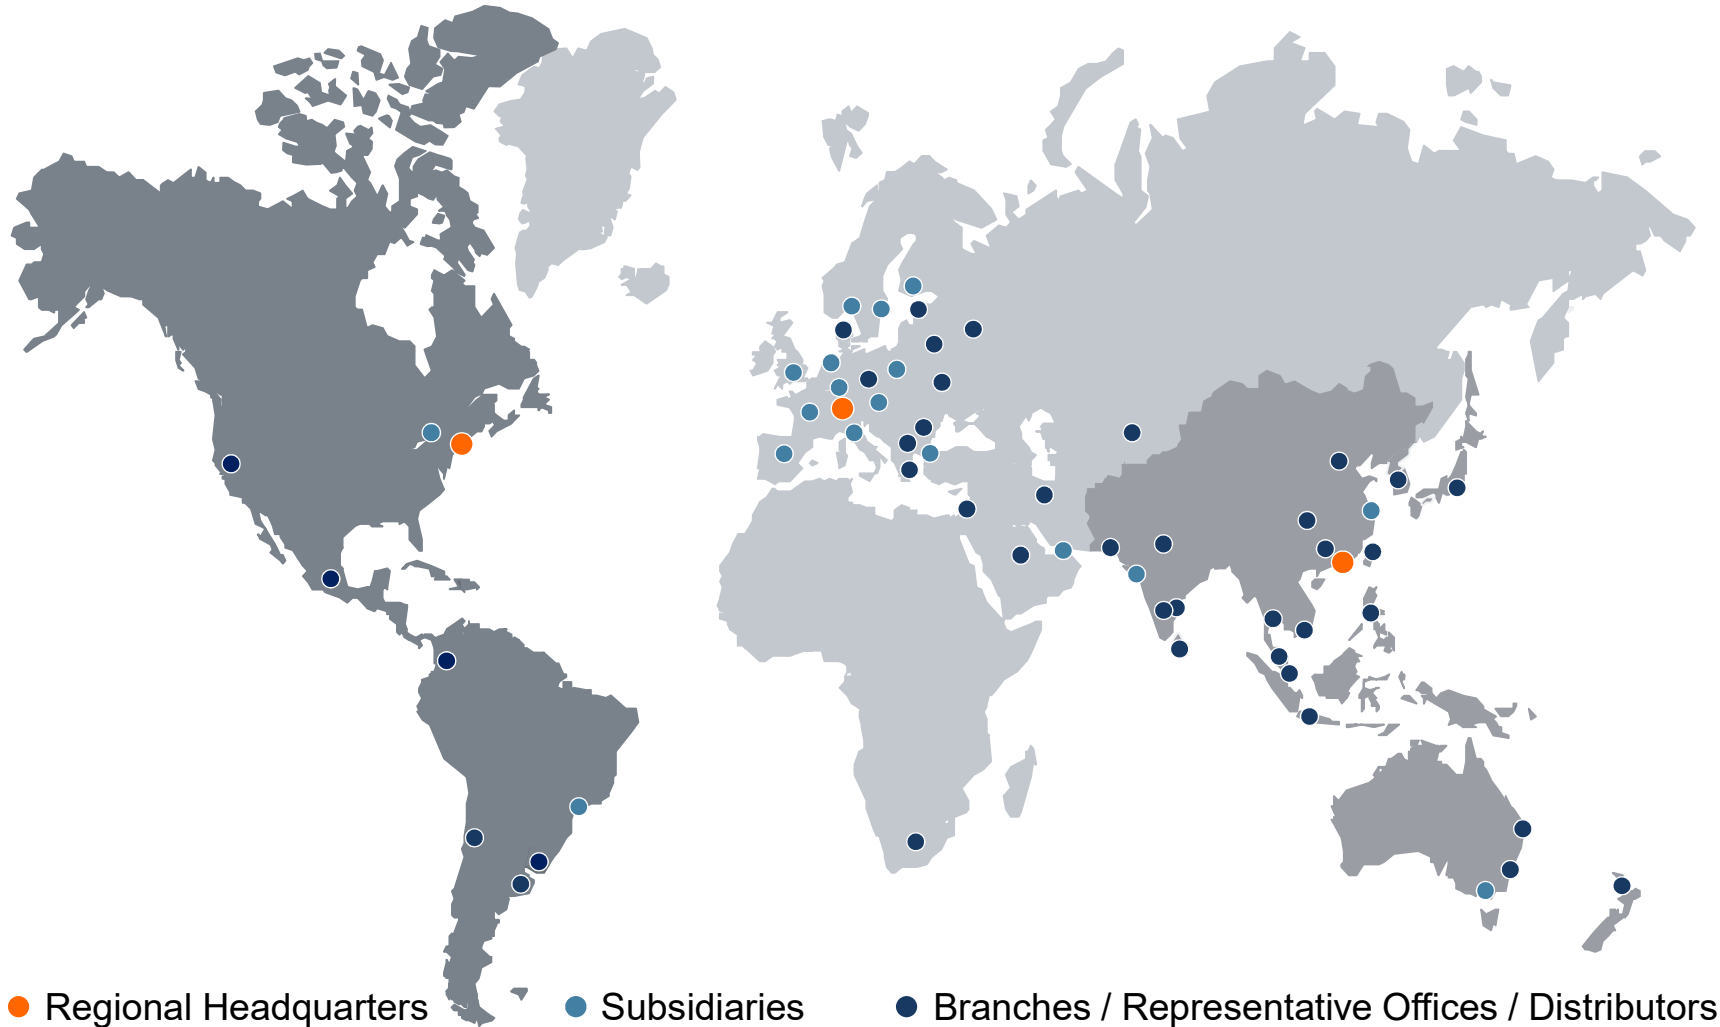 Regional Headquarters
Subsidiaries
Branches / Representative Offices / Distributors